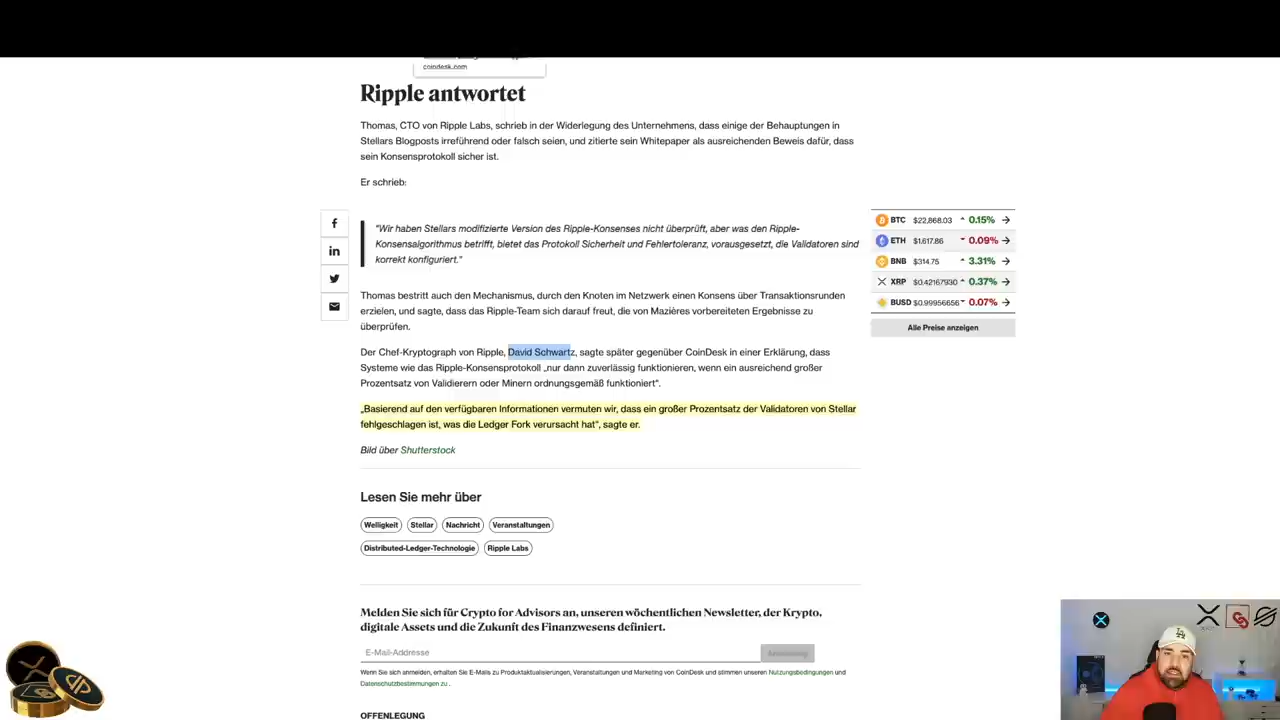 coindesk.com
Ripple antwortet
Thomas, CTO von Ripple Labs, schrieb in der Widerlegung des Unternehmens, dass einige der Behauptungen in
Stellars Blogposts irreführend oder falsch seien, und zitierte sein Whitepaper als ausreichenden Beweis dafür, dass
sein Konsensprotokoll sicher ist.
Er schrieb:
"Wir haben Stellars modifizierte Version des Ripple-Konsenses nicht überprüft, aber was den Ripple-
Konsensalgorithmus betrifft, bietet das Protokoll Sicherheit und Fehlertoleranz, vorausgesetzt, die Validatoren sind
korrekt konfiguriert."
Thomas bestritt auch den Mechanismus, durch den Knoten im Netzwerk einen Konsens über Transaktionsrunden
erzielen, und sagte, dass das Ripple-Team sich darauf freut, die von Mazières vorbereiteten Ergebnisse zu
überprüfen.
Der Chef-Kryptograph von Ripple, David Schwartz, sagte später gegenüber CoinDesk in einer Erklärung, dass
Systeme wie das Ripple-Konsensprotokoll „nur dann zuverlässig funktionieren, wenn ein ausreichend großer
Prozentsatz von Validierern oder Minern ordnungsgemäß funktioniert“.
„Basierend auf den verfügbaren Informationen vermuten wir, dass ein großer Prozentsatz der Validatoren von Stellar
fehlgeschlagen ist, was die Ledger Fork verursacht hat“, sagte er.
Bild über Shutterstock
Lesen Sie mehr über
Welligkeit Stellar Nachricht Veranstaltungen
Distributed-Ledger-Technologie Ripple Labs
Melden Sie sich für Crypto for Advisors an, unseren wöchentlichen Newsletter, der Krypto,
digitale Assets und die Zukunft des Finanzwesens definiert.
E-Mail-Adresse
Wenn Sie sich anmelden, erhalten Sie E-Mails zu Produktaktualisierungen, Veranstaltungen und Marketing von CoinDesk und stimmen unseren Nutzungsbedingungen und
Datenschutzbestimmungen zu .
OFFENLEGUNG
BTC $22,868.03 0.15%
ETH $1,617.86 0.09%
BNB $314.75 3.31%
XRP $0.42167930 0.37%
BUSD $0.99956656 0.07%
Alle Preise anzeigen